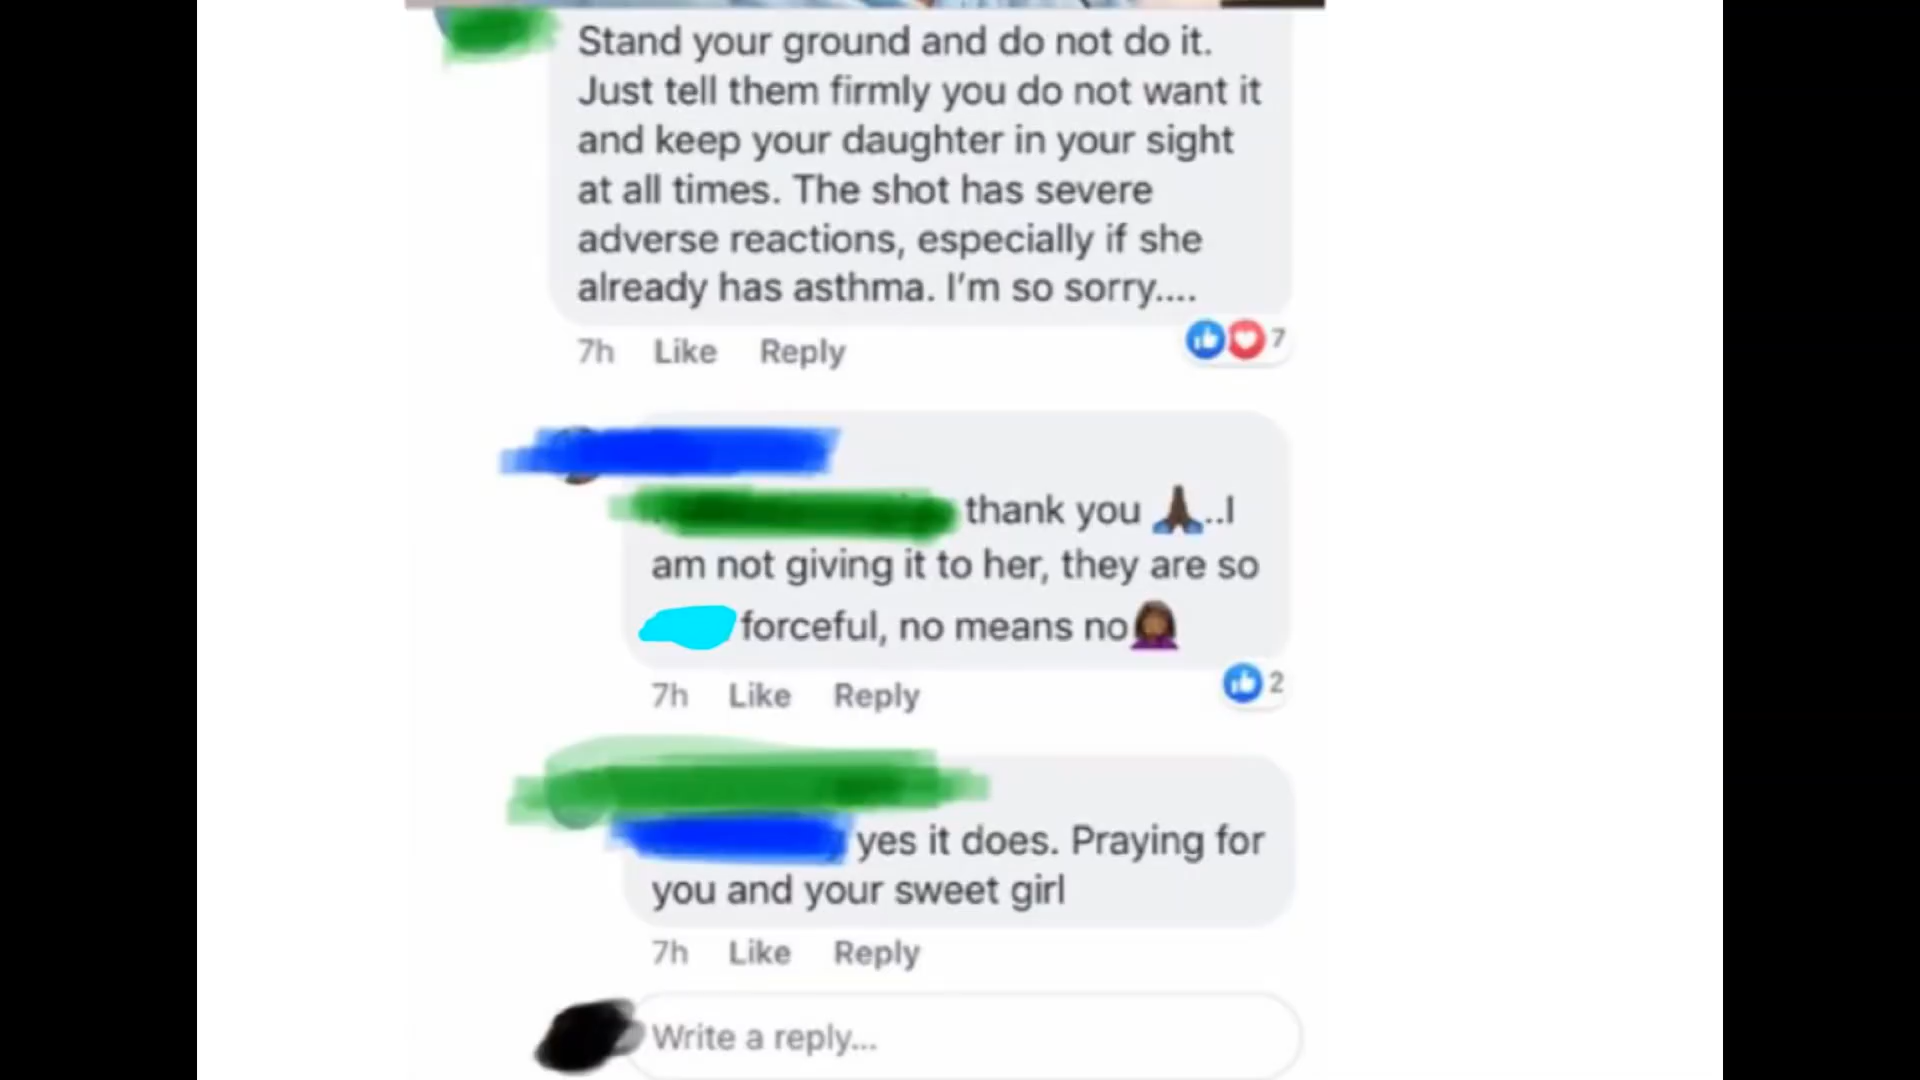 Stand your ground and do not do it.
Just tell them firmly you do not want it
and keep your daughter in your sight
at all times. The shot has severe
adverse reactions, especially if she
already has asthma. I'm so sorry....
7h Like Reply 7
thank you 🙏🏿..I
am not giving it to her, they are so
forceful, no means no🙇🏾‍♀️
7h Like Reply 2
yes it does. Praying for
you and your sweet girl
7h Like Reply
Write a reply...